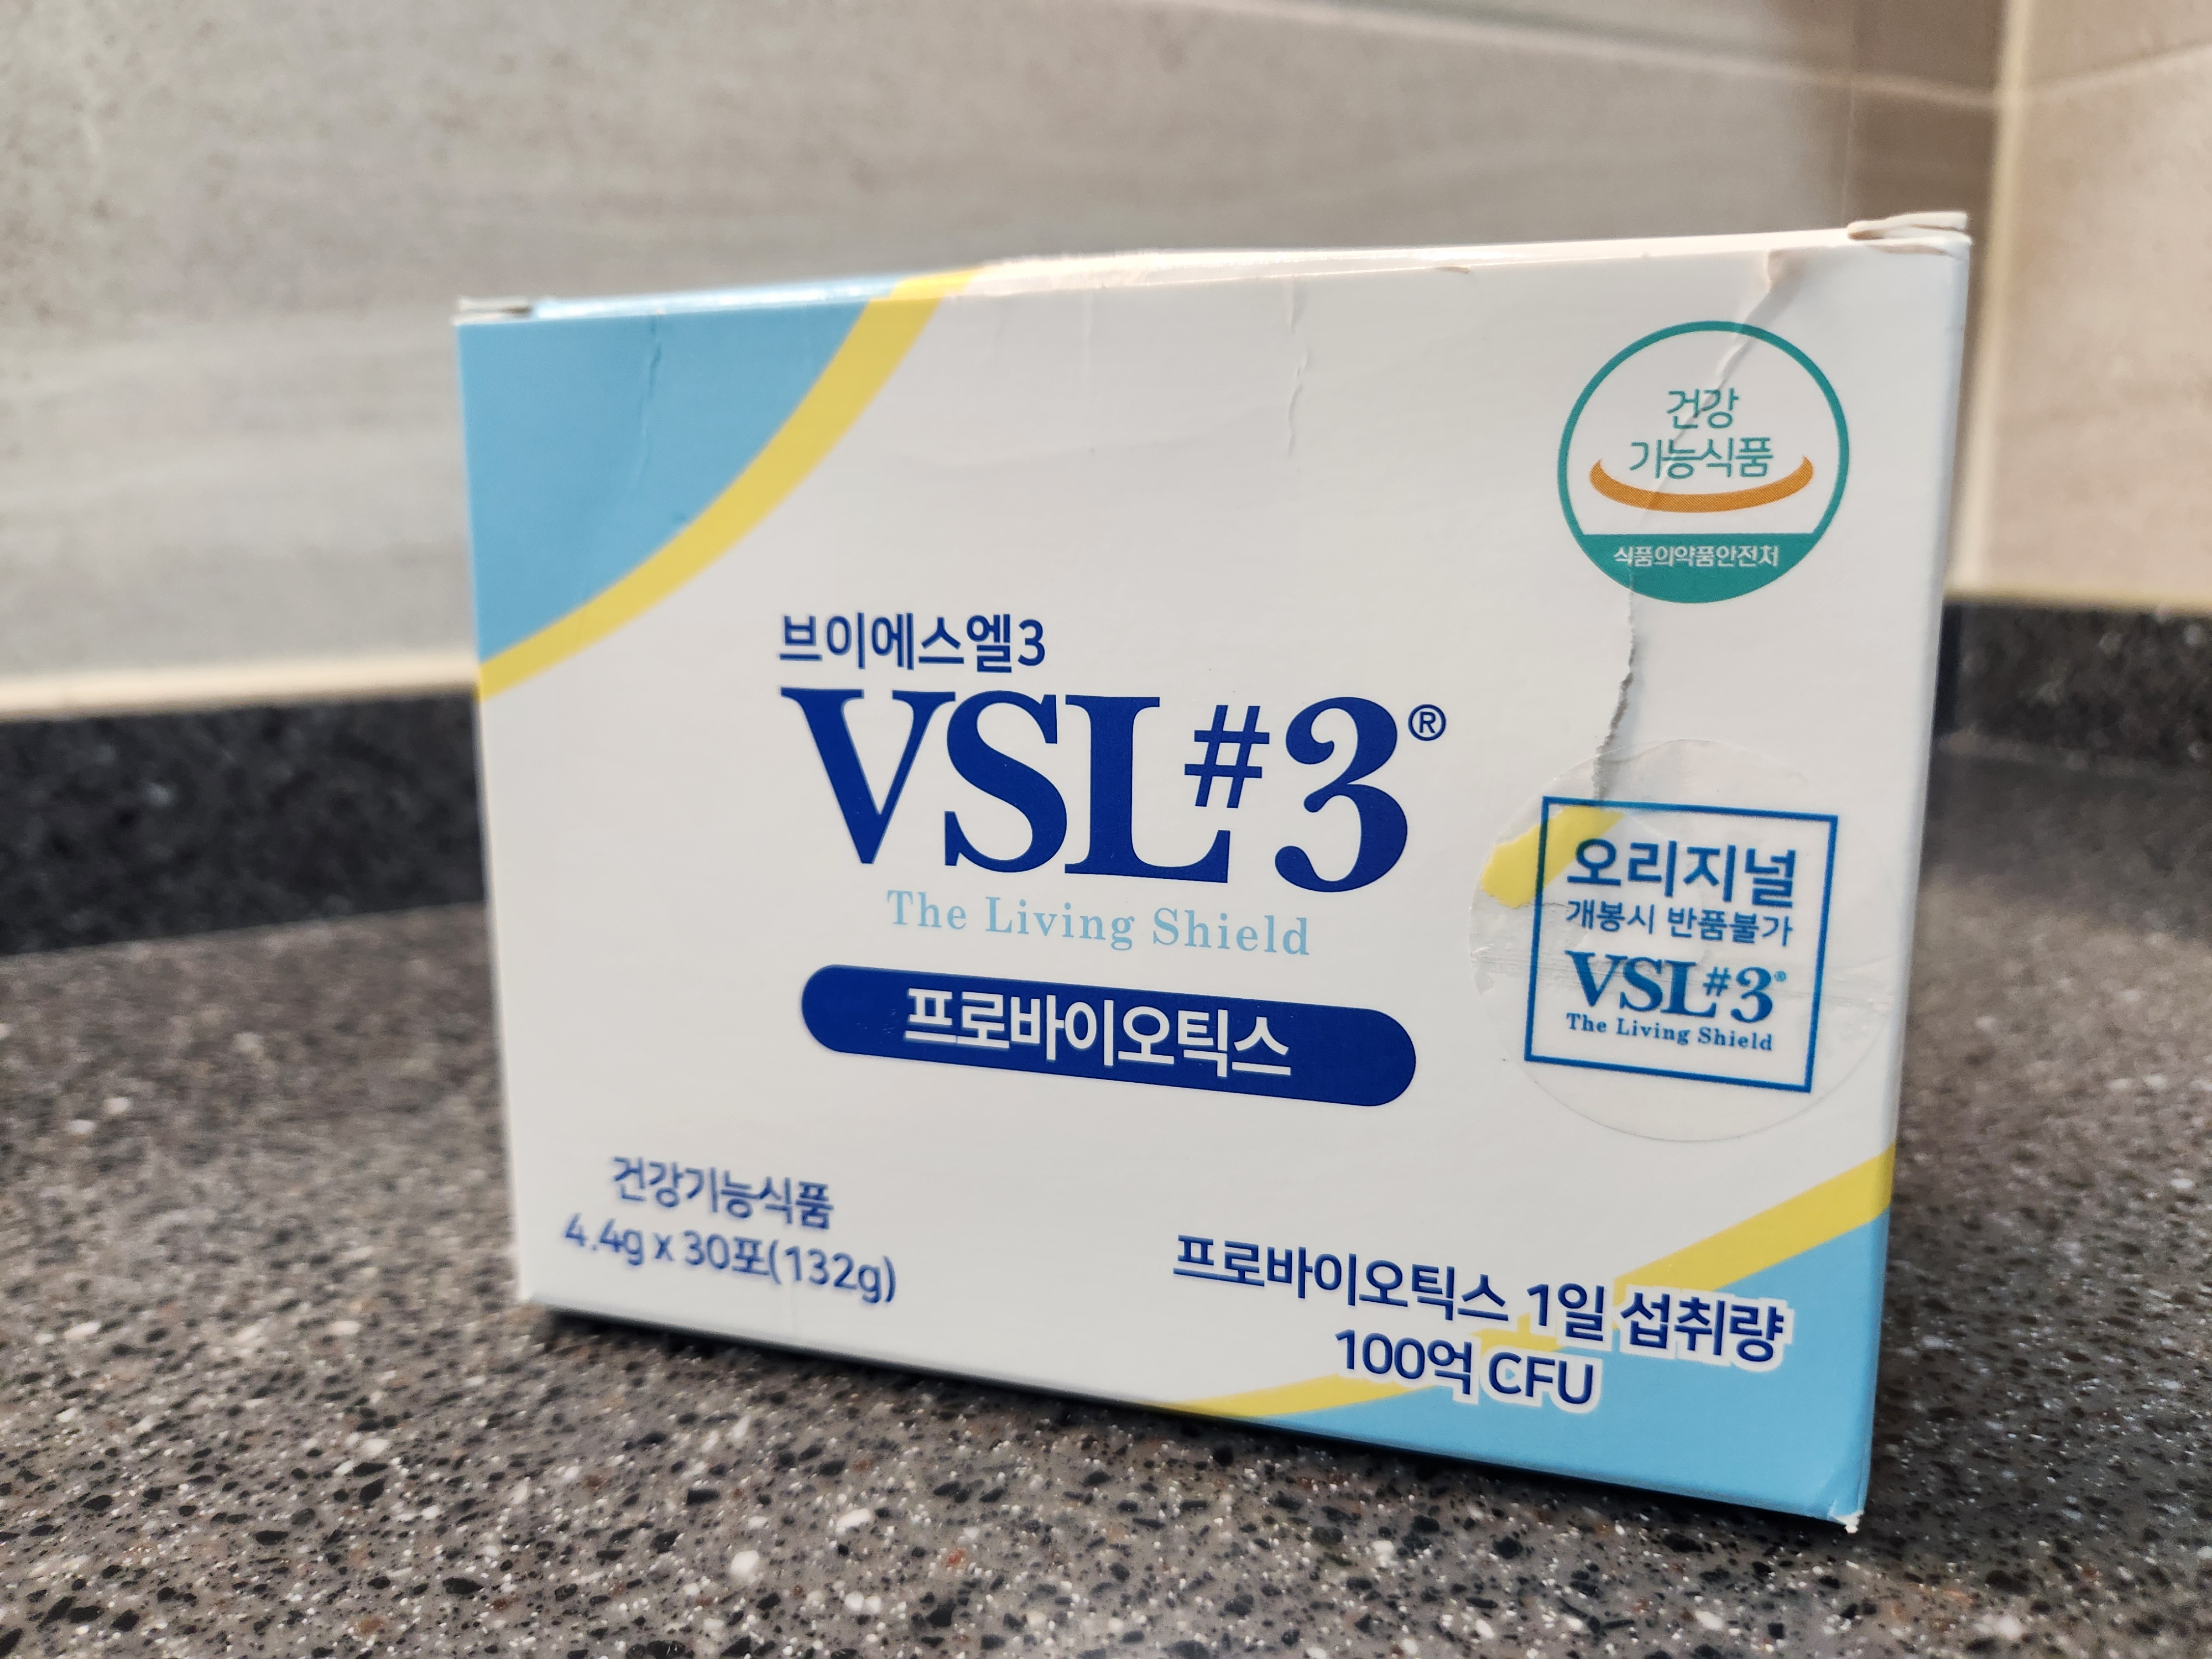 건강
기능식품
식품의약품안전처
브이에스엘3
VSL#3®
The Living Shield
프로바이오틱스
오리지널
개봉시 반품불가
VSL#3®
The Living Shield
건강기능식품
4.4g x 30포(132g)
프로바이오틱스 1일 섭취량
100억 CFU